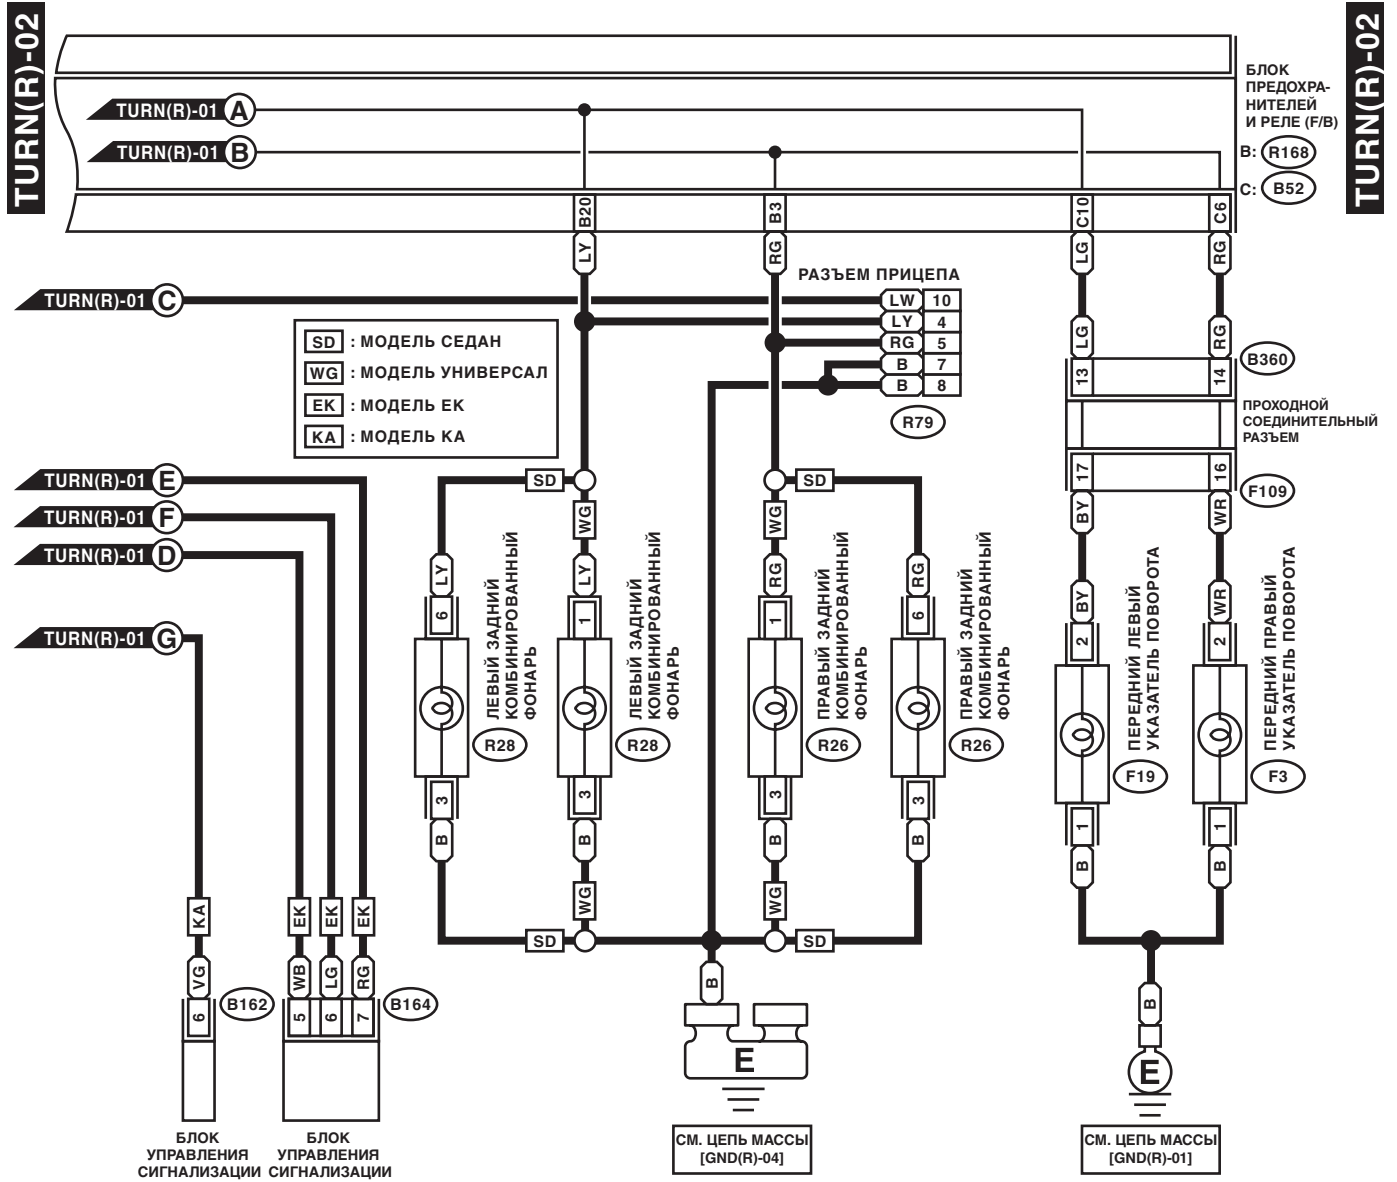 TURN(R)-02
TURN(R)-02
БЛОК
ПРЕДОХРА-
НИТЕЛЕЙ
И РЕЛЕ (F/B)
B: R168
C: B52
TURN(R)-01 A
TURN(R)-01 B
B20
B3
C10
C6
LY
RG
LG
RG
TURN(R)-01 C
РАЗЪЕМ ПРИЦЕПА
LW 10
LY 4
RG 5
B 7
B 8
R79
SD : МОДЕЛЬ СЕДАН
WG : МОДЕЛЬ УНИВЕРСАЛ
EK : МОДЕЛЬ EK
KA : МОДЕЛЬ KA
LG
RG
13
14
B360
ПРОХОДНОЙ
СОЕДИНИТЕЛЬНЫЙ
РАЗЪЕМ
17
16
F109
BY
WR
TURN(R)-01 E
TURN(R)-01 F
TURN(R)-01 D
TURN(R)-01 G
SD
SD
WG
WG
LY
LY
RG
RG
BY
WR
6
1
1
6
2
2
ЛЕВЫЙ ЗАДНИЙ
КОМБИНИРОВАННЫЙ
ФОНАРЬ
R28
ЛЕВЫЙ ЗАДНИЙ
КОМБИНИРОВАННЫЙ
ФОНАРЬ
R28
ПРАВЫЙ ЗАДНИЙ
КОМБИНИРОВАННЫЙ
ФОНАРЬ
R26
ПРАВЫЙ ЗАДНИЙ
КОМБИНИРОВАННЫЙ
ФОНАРЬ
R26
ПЕРЕДНИЙ ЛЕВЫЙ
УКАЗАТЕЛЬ ПОВОРОТА
F19
ПЕРЕДНИЙ ПРАВЫЙ
УКАЗАТЕЛЬ ПОВОРОТА
F3
3
3
3
3
1
1
B
B
B
B
B
B
WG
WG
SD
SD
KA
EK
EK
EK
VG
WB
LG
RG
6
B162
5
6
7
B164
B
E
B
E
БЛОК
УПРАВЛЕНИЯ
СИГНАЛИЗАЦИИ
БЛОК
УПРАВЛЕНИЯ
СИГНАЛИЗАЦИИ
СМ. ЦЕПЬ МАССЫ
[GND(R)-04]
СМ. ЦЕПЬ МАССЫ
[GND(R)-01]